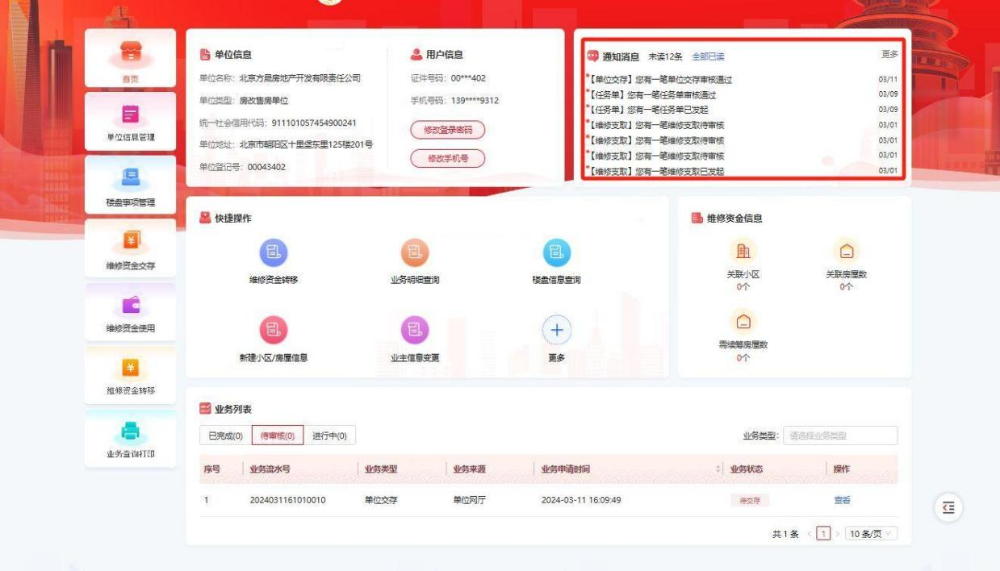 首页
单位信息管理
楼盘事项管理
维修资金交存
维修资金使用
维修资金转移
业务查询打印
单位信息
单位名称：北京方晟房地产开发有限责任公司
单位类型：房改售房单位
统一社会信用代码：911101057454900241
单位地址：北京市朝阳区十里堡东里125楼201号
单位登记号：00043402
用户信息
证件号码：00***402
手机号码：139****9312
修改登录密码
修改手机号
通知消息 未读12条 全部已读 更多
【单位交存】您有一笔单位交存审核通过 03/11
【任务单】您有一笔任务单审核通过 03/09
【任务单】您有一笔任务单已发起 03/09
【维修支取】您有一笔维修支取待审核 03/01
【维修支取】您有一笔维修支取待审核 03/01
【维修支取】您有一笔维修支取待审核 03/01
【维修支取】您有一笔维修支取已发起 03/01
快捷操作
维修资金转移 业务明细查询 楼盘信息查询
新建小区/房屋信息 业主信息变更 更多
维修资金信息
关联小区 关联房屋数
0个 0个
需续筹房屋数
0个
业务列表
已完成(0) 待审核(0) 进行中(0) 业务类型： 请选择业务类型
序号 业务流水号 业务类型 业务来源 业务申请时间 业务状态 操作
1 2024031161010010 单位交存 单位网厅 2024-03-11 16:09:49 待交存 查看
共 1 条 < 1 > 10 条/页